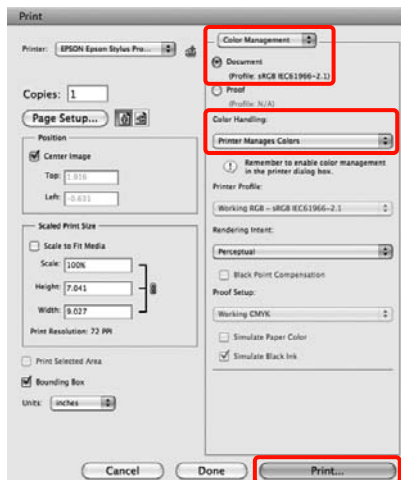 Print
Printer: EPSON Epson Stylus Pro...
Copies: 1
Page Setup...
Position
Center Image
Top: 1.916
Left: -0.631
Scaled Print Size
Scale to Fit Media
Scale: 100%
Height: 7.041
Width: 9.027
Print Resolution: 72 PPI
Print Selected Area
Bounding Box
Units: inches
Color Management
Document
(Profile: sRGB IEC61966-2.1)
Proof
(Profile: N/A)
Color Handling:
Printer Manages Colors
Remember to enable color management
in the printer dialog box.
Printer Profile:
Working RGB - sRGB IEC61966-2.1
Rendering Intent:
Perceptual
Black Point Compensation
Proof Setup:
Working CMYK
Simulate Paper Color
Simulate Black Ink
Cancel
Done
Print...